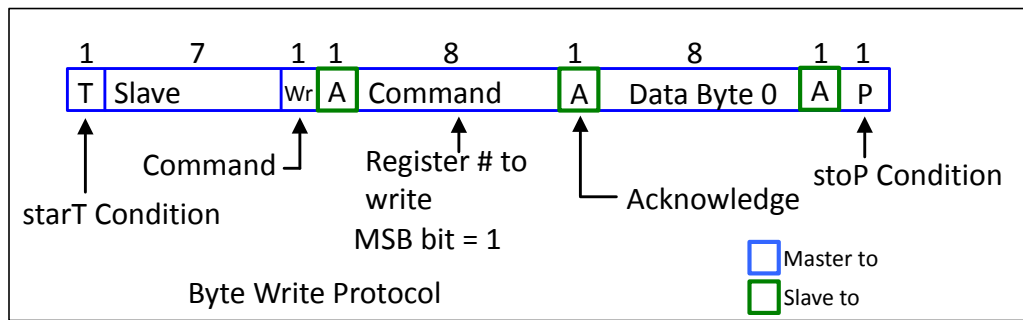 1 7 1 1 8 1 8 1 1
T Slave Wr A Command A Data Byte 0 A P
Command
Register # to
write
MSB bit = 1
Acknowledge
stoP Condition
starT Condition
Byte Write Protocol
Master to
Slave to